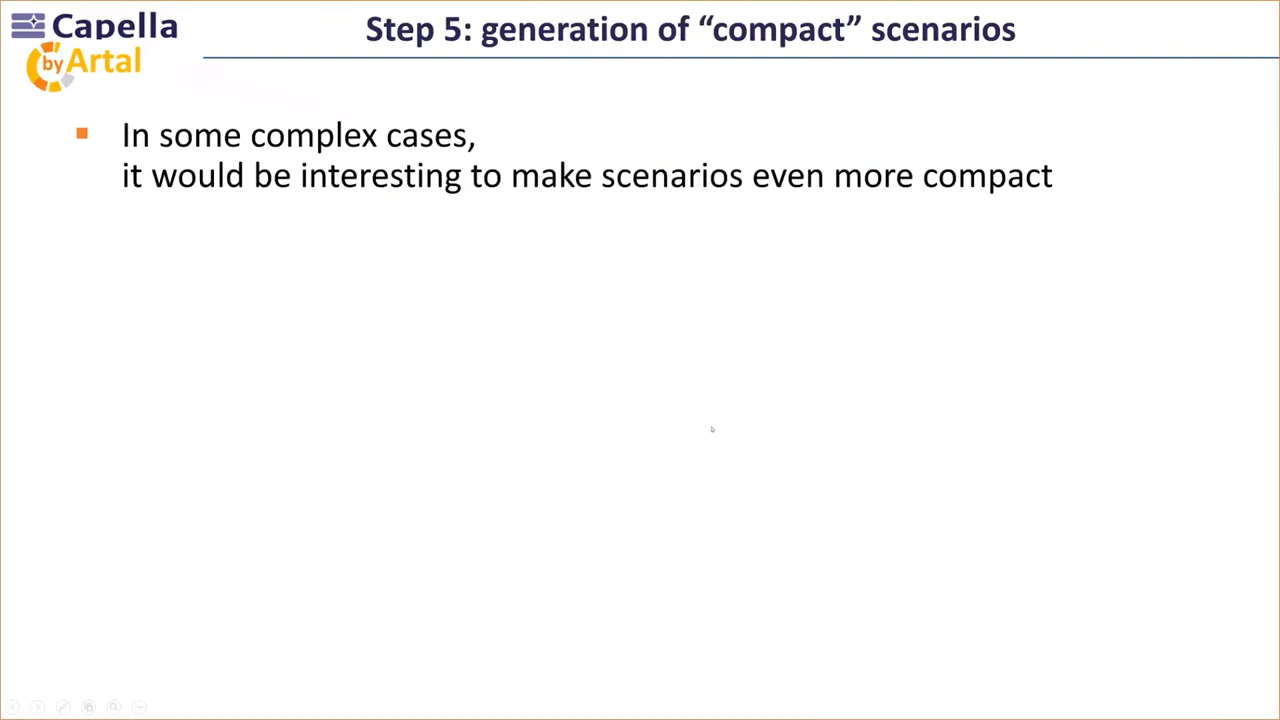 Capella
by Artal
Step 5: generation of “compact” scenarios
In some complex cases,
it would be interesting to make scenarios even more compact